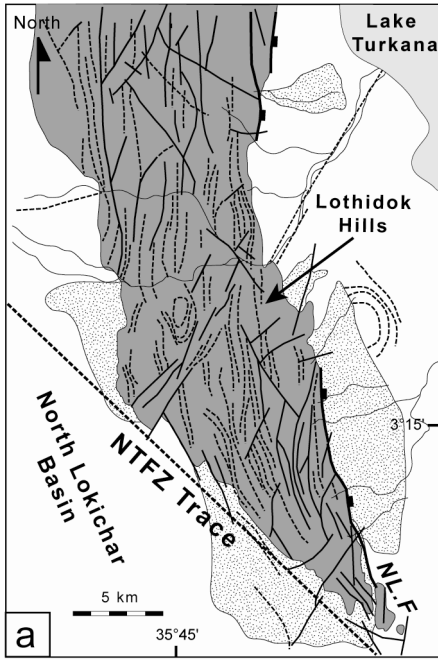 North
Lake
Turkana
Lothidok
Hills
3°15'
North Lokichar
Basin
NTFZ Trace
NL.F
5 km
a
35°45'